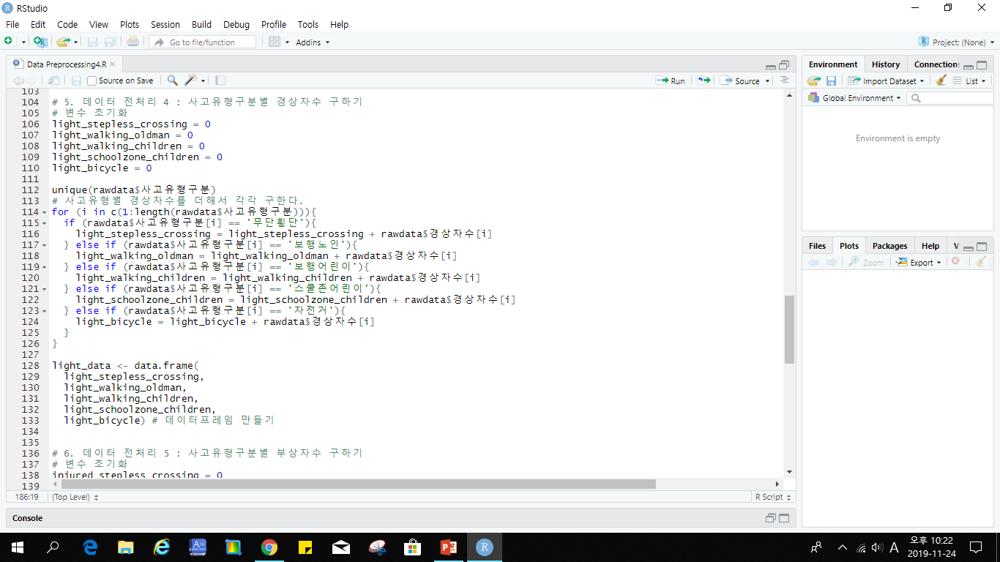 RStudio
File Edit Code View Plots Session Build Debug Profile Tools Help
Go to file/function Addins Project: (None)
Data Preprocessing4.R
Source on Save Run Source
103
104 # 5. 데이터 전처리 4 : 사고유형구분별 경상자수 구하기
105 # 변수 초기화
106 light_stepless_crossing = 0
107 light_walking_oldman = 0
108 light_walking_children = 0
109 light_schoolzone_children = 0
110 light_bicycle = 0
111
112 unique(rawdata$사고유형구분)
113 # 사고유형별 경상자수를 더해서 각각 구한다.
114 for (i in c(1:length(rawdata$사고유형구분))){
115 if (rawdata$사고유형구분[i] == '무단횡단'){
116 light_stepless_crossing = light_stepless_crossing + rawdata$경상자수[i]
117 } else if (rawdata$사고유형구분[i] == '보행노인'){
118 light_walking_oldman = light_walking_oldman + rawdata$경상자수[i]
119 } else if (rawdata$사고유형구분[i] == '보행어린이'){
120 light_walking_children = light_walking_children + rawdata$경상자수[i]
121 } else if (rawdata$사고유형구분[i] == '스쿨존어린이'){
122 light_schoolzone_children = light_schoolzone_children + rawdata$경상자수[i]
123 } else if (rawdata$사고유형구분[i] == '자전거'){
124 light_bicycle = light_bicycle + rawdata$경상자수[i]
125 }
126 }
127
128 light_data <- data.frame(
129 light_stepless_crossing,
130 light_walking_oldman,
131 light_walking_children,
132 light_schoolzone_children,
133 light_bicycle) # 데이터프레임 만들기
134
135
136 # 6. 데이터 전처리 5 : 사고유형구분별 부상자수 구하기
137 # 변수 초기화
138 injured_stepless_crossing = 0
139
186:19 (Top Level) R Script
Console
Environment History Connections
Import Dataset List
Global Environment
Environment is empty
Files Plots Packages Help V
Zoom Export
A 오후 10:22
2019-11-24